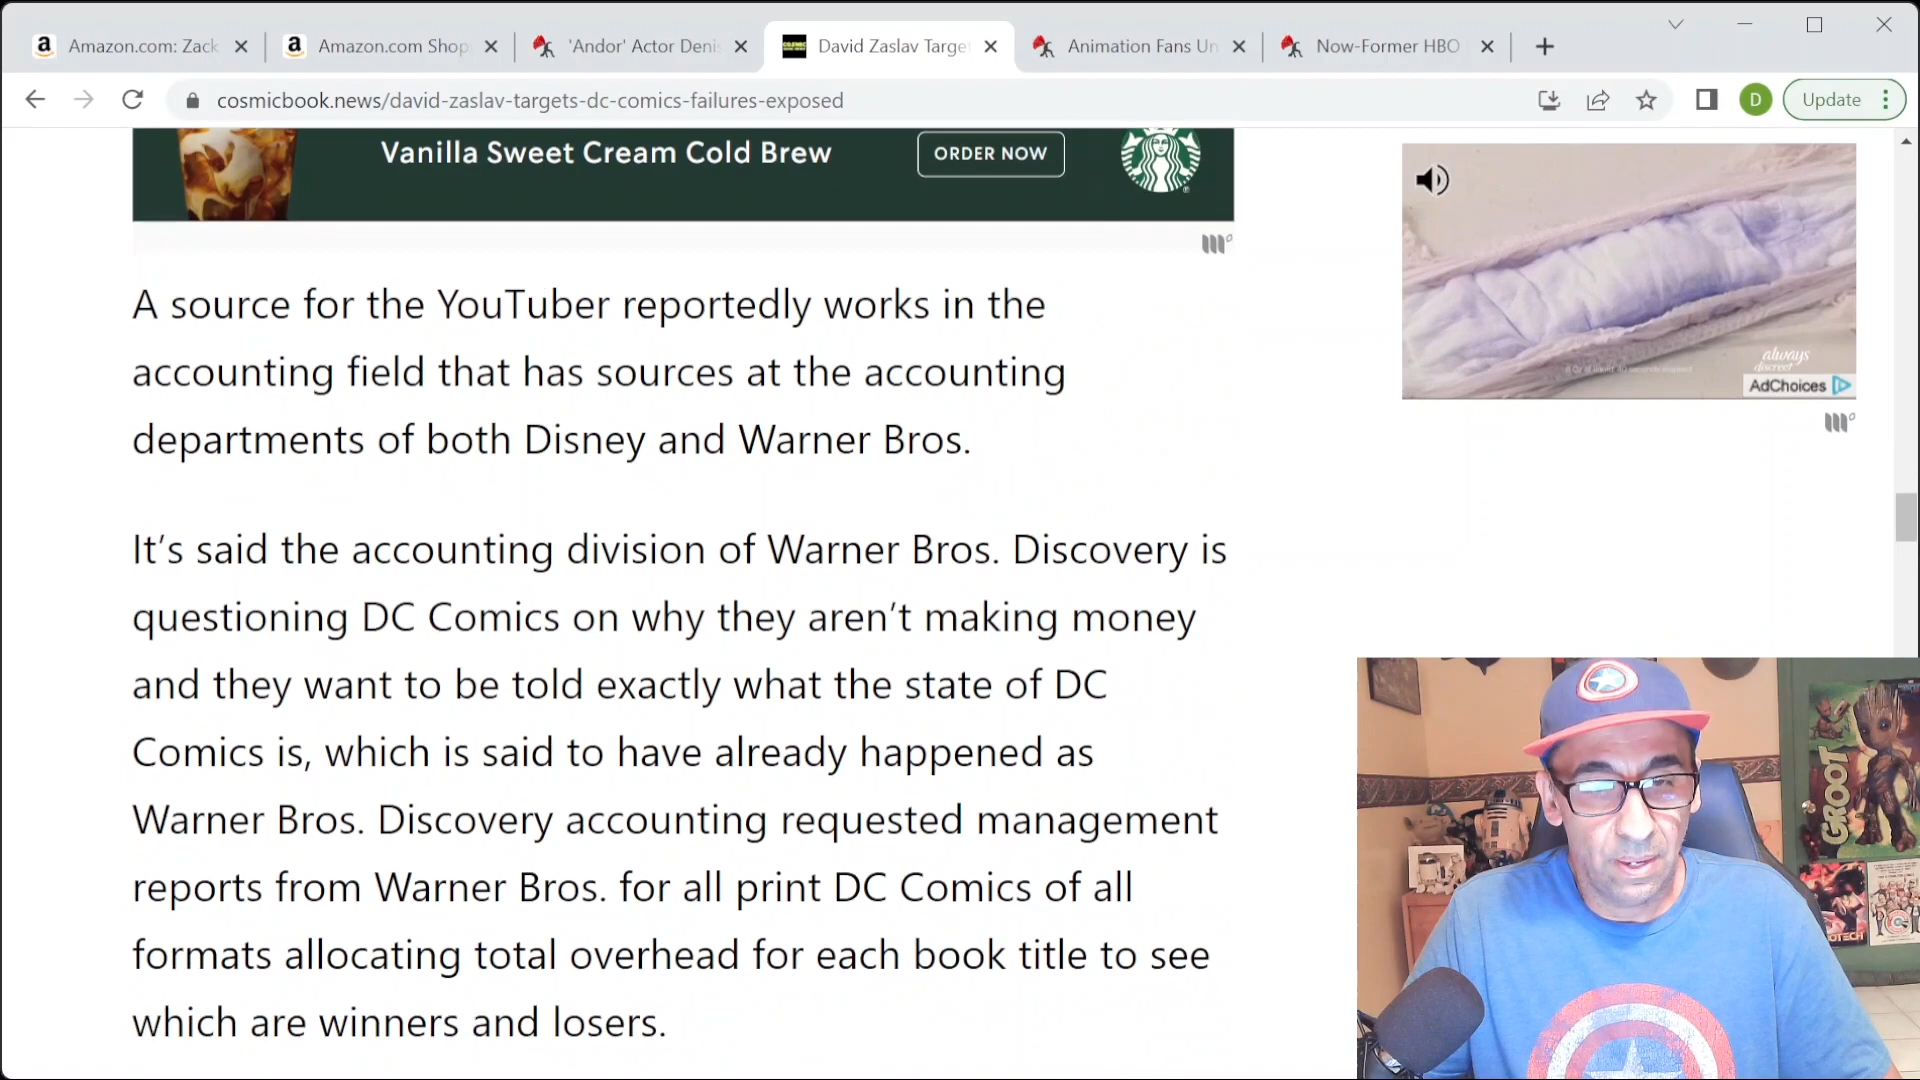 Amazon.com: Zack
Amazon.com Shop
'Andor' Actor Deni
David Zaslav Targe
Animation Fans Un
Now-Former HBO
cosmicbook.news/david-zaslav-targets-dc-comics-failures-exposed
D
Update
Vanilla Sweet Cream Cold Brew
ORDER NOW
always
discreet
AdChoices
A source for the YouTuber reportedly works in the
accounting field that has sources at the accounting
departments of both Disney and Warner Bros.
It's said the accounting division of Warner Bros. Discovery is
questioning DC Comics on why they aren't making money
and they want to be told exactly what the state of DC
Comics is, which is said to have already happened as
Warner Bros. Discovery accounting requested management
reports from Warner Bros. for all print DC Comics of all
formats allocating total overhead for each book title to see
which are winners and losers.
GROOT